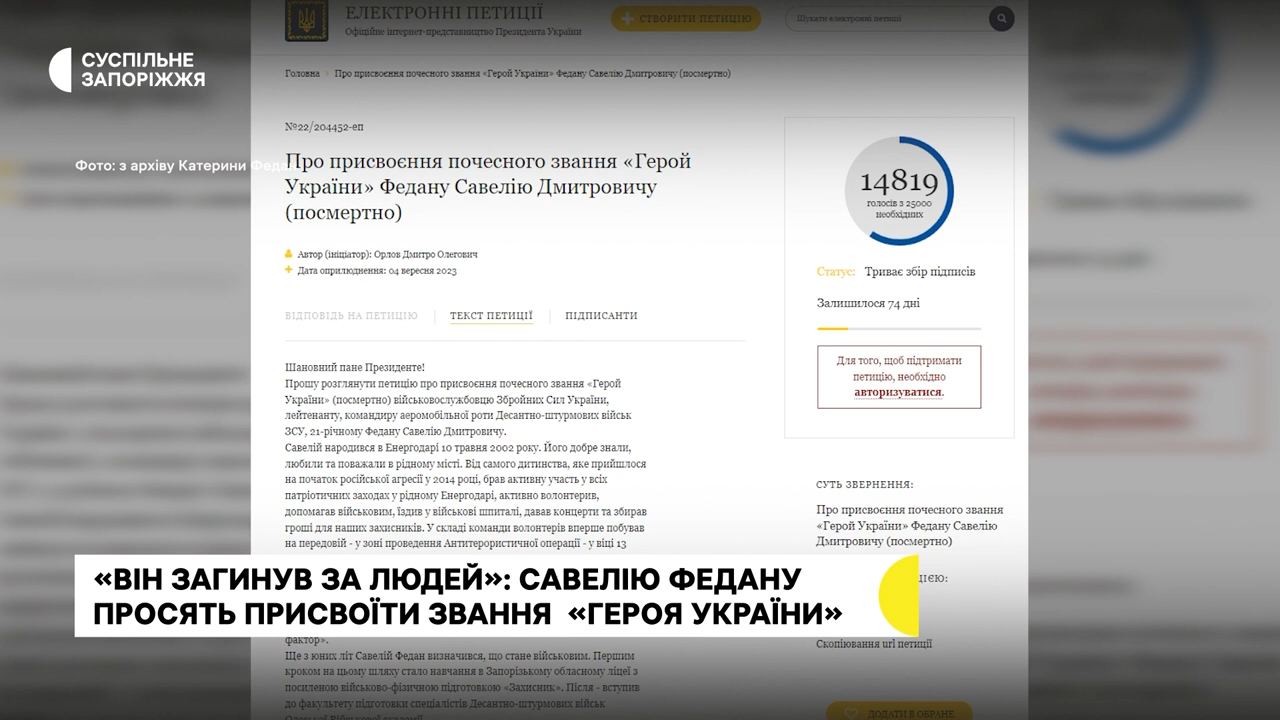 ЕЛЕКТРОННІ ПЕТИЦІЇ
Офіційне інтернет-представництво Президента України
СТВОРИТИ ПЕТИЦІЮ
Шукати електронні петиції
СУСПІЛЬНЕ
ЗАПОРІЖЖЯ
Головна › Про присвоєння почесного звання «Герой України» Федану Савелію Дмитровичу (посмертно)
№22/204452-еп
Фото: з архіву Катерини Федан
Про присвоєння почесного звання «Герой
України» Федану Савелію Дмитровичу
(посмертно)
Автор (ініціатор): Орлов Дмитро Олегович
Дата оприлюднення: 04 вересня 2023
ВІДПОВІДЬ НА ПЕТИЦІЮ
ТЕКСТ ПЕТИЦІЇ
ПІДПИСАНТИ
14819
голосів з 25000
необхідних
Статус: Триває збір підписів
Залишилося 74 дні
Для того, щоб підтримати
петицію, необхідно
авторизуватися.
Шановний пане Президенте!
Прошу розглянути петицію про присвоєння почесного звання «Герой
України» (посмертно) військовослужбовцю Збройних Сил України,
лейтенанту, командиру аеромобільної роти Десантно-штурмових військ
ЗСУ, 21-річному Федану Савелію Дмитровичу.
Савелій народився в Енергодарі 10 травня 2002 року. Його добре знали,
любили та поважали в рідному місті. Від самого дитинства, яке прийшлося
на початок російської агресії у 2014 році, брав активну участь у всіх
патріотичних заходах у рідному Енергодарі, активно волонтерив,
допомагав військовим, їздив у військові шпиталі, давав концерти та збирав
гроші для наших захисників. У складі команди волонтерів вперше побував
на передовій - у зоні проведення Антитерористичної операції - у віці 13
СУТЬ ЗВЕРНЕННЯ:
Про присвоєння почесного звання
«Герой України» Федану Савелію
Дмитровичу (посмертно)
«ВІН ЗАГИНУВ ЗА ЛЮДЕЙ»: САВЕЛІЮ ФЕДАНУ
ПРОСЯТЬ ПРИСВОЇТИ ЗВАННЯ «ГЕРОЯ УКРАЇНИ»
фактор».
Ще з юних літ Савелій Федан визначився, що стане військовим. Першим
кроком на цьому шляху стало навчання в Запорізькому обласному ліцеї з
посиленою військово-фізичною підготовкою «Захисник». Після - вступив
до факультету підготовки спеціалістів Десантно-штурмових військ
Скопіювання url петиції
ДОДАТИ В ОБРАНЕ